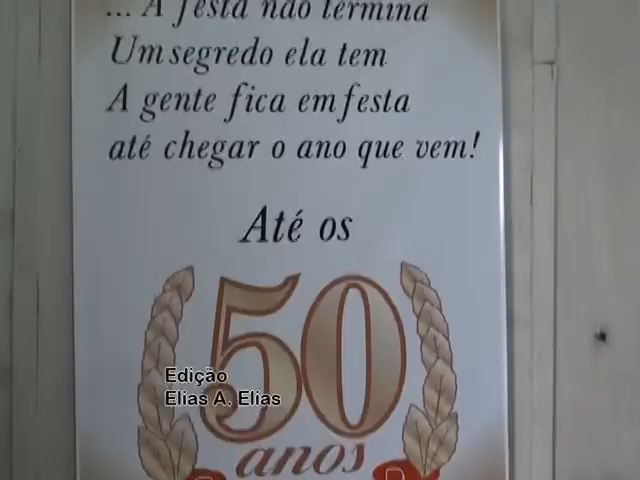 ... A festa não termina
Um segredo ela tem
A gente fica em festa
até chegar o ano que vem!
Até os
50
anos
Edição
Elias A. Elias